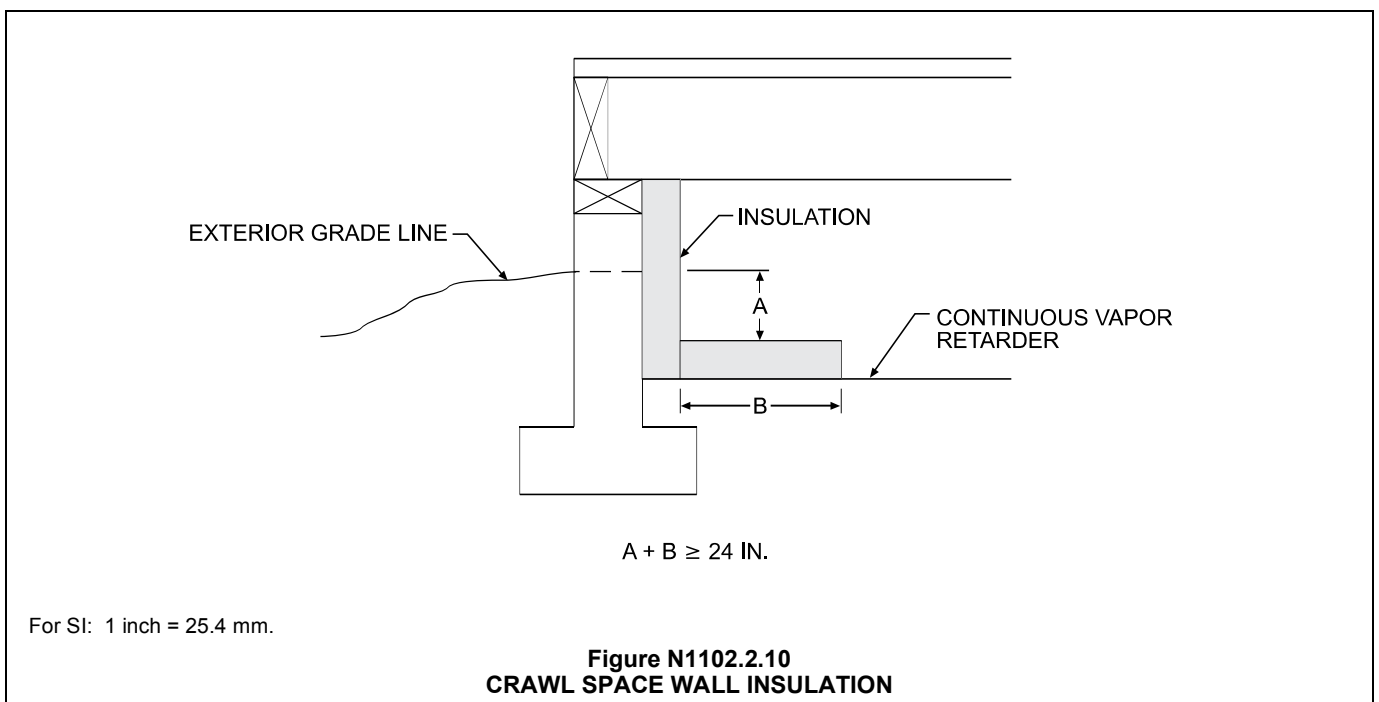 EXTERIOR GRADE LINE
INSULATION
A
CONTINUOUS VAPOR
RETARDER
B
A + B ≥ 24 IN.
For SI: 1 inch = 25.4 mm.
Figure N1102.2.10
CRAWL SPACE WALL INSULATION